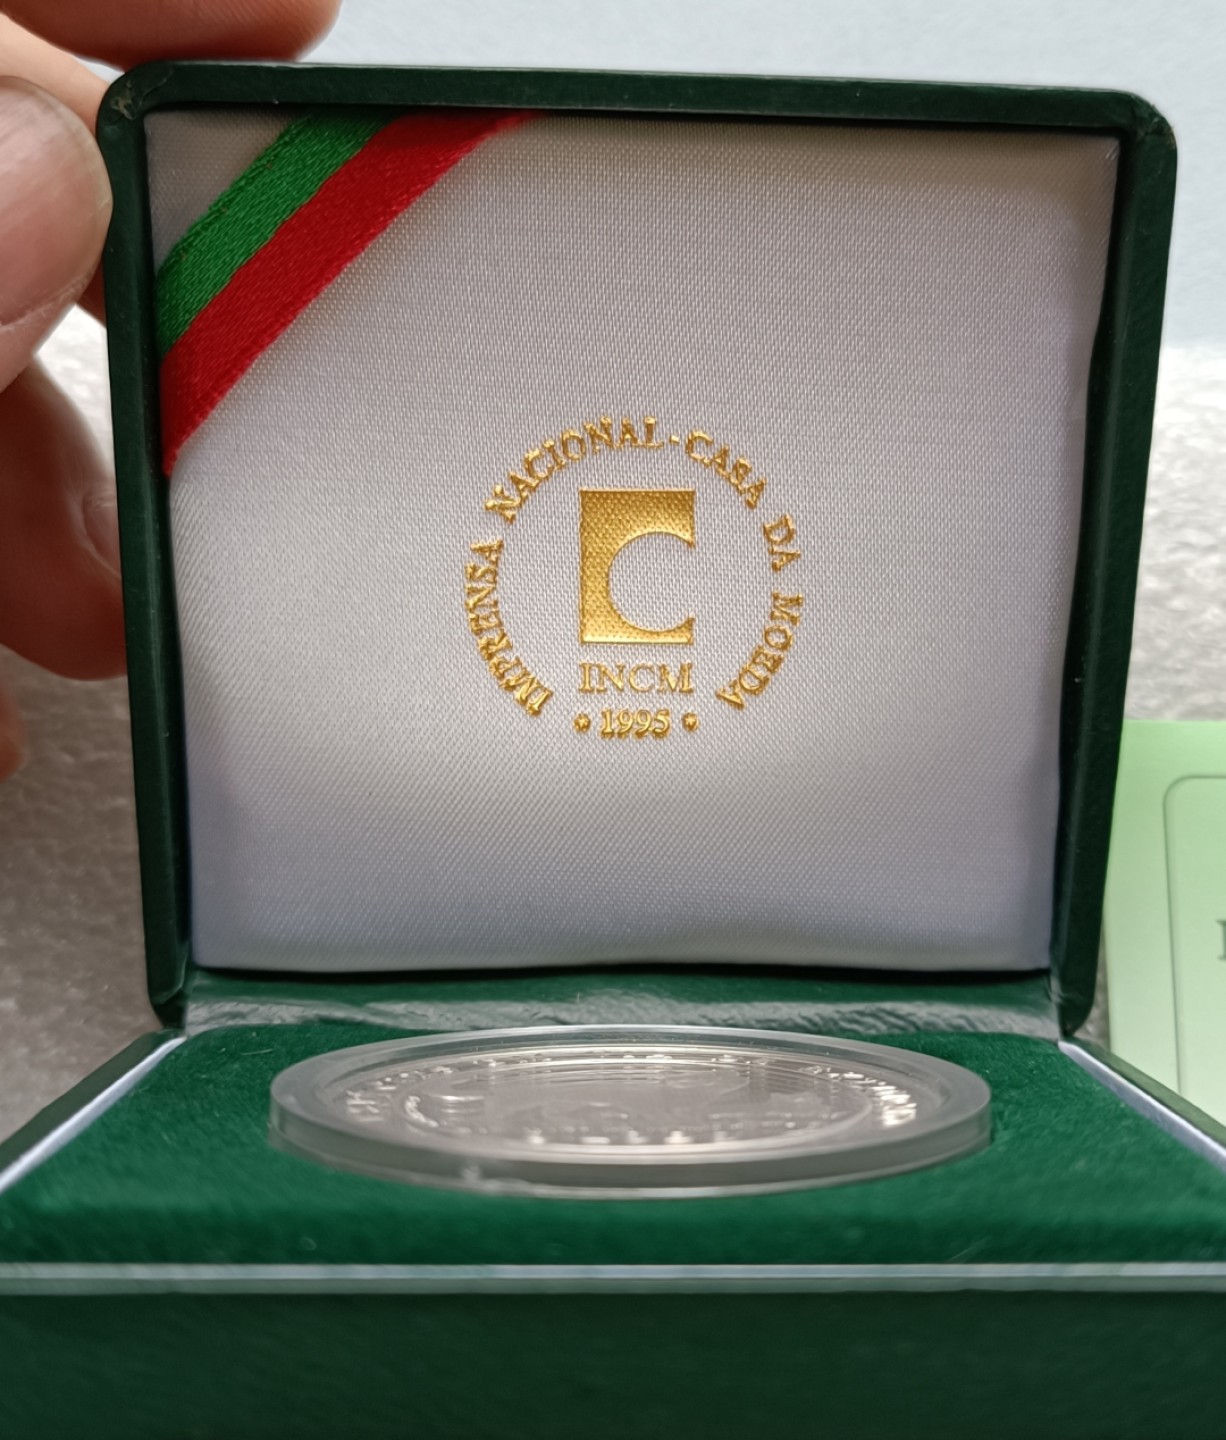 IMPRENSA NACIONAL-CASA DA MOEDA
C
INCM
* 1995 *